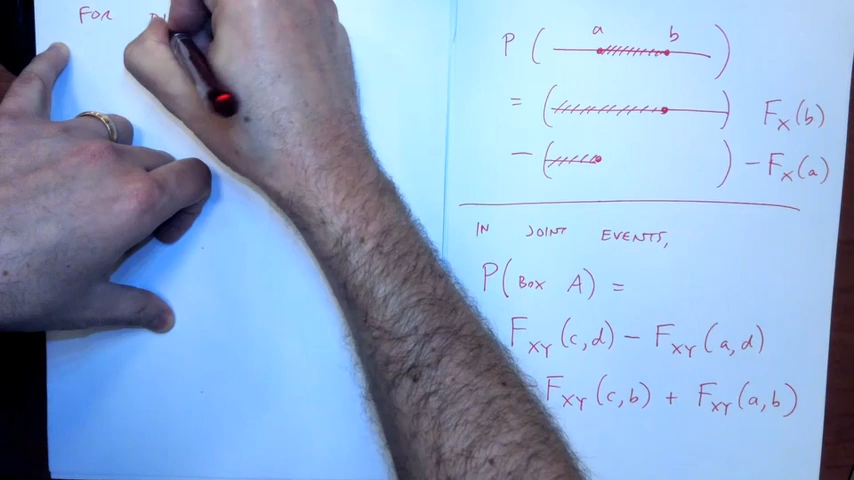 FOR
a b
P ( )
= ( ) F_X(b)
- ( ) - F_X(a)
IN JOINT EVENTS,
P(BOX A) =
F_XY(c,d) - F_XY(a,d)
F_XY(c,b) + F_XY(a,b)